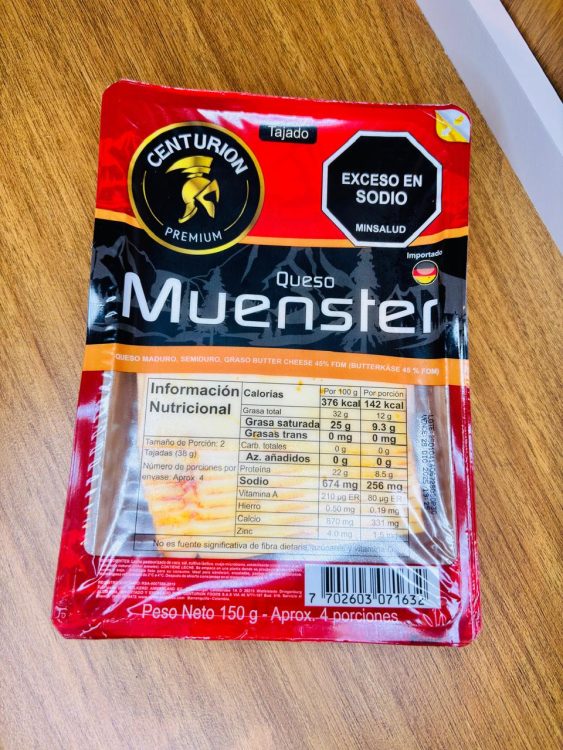 Tajado
CENTURION
PREMIUM
EXCESO EN
SODIO
MINSALUD
Importado
Queso
Muenster
QUESO MADURO, SEMIDURO, GRASO BUTTER CHEESE 45% FDM (BUTTERKÄSE 45 % FDM)
Información
Nutricional
Tamaño de Porción: 2
Tajadas (38 g)
Número de porciones por
envase: Aprox. 4
Por 100 g Por porción
Calorías 376 kcal 142 kcal
Grasa total 32 g 12 g
Grasa saturada 25 g 9.3 g
Grasas trans 0 mg 0 mg
Carb. totales 0 g 0 g
Az. añadidos 0 g 0 g
Proteína 22 g 8.5 g
Sodio 674 mg 256 mg
Vitamina A 210 µg ER 80 µg ER
Hierro 0.50 mg 0.19 mg
Calcio 870 mg 331 mg
Zinc 4.0 mg
No es fuente significativa de fibra dietaria, azúcares y vitamina
7 702603 071632
Peso Neto 150 g - Aprox. 4 porciones